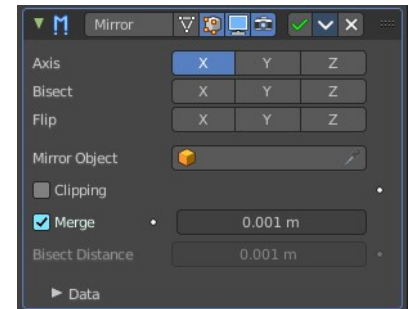 Mirror
Axis X Y Z
Bisect X Y Z
Flip X Y Z
Mirror Object
Clipping
Merge 0.001 m
Bisect Distance 0.001 m
Data